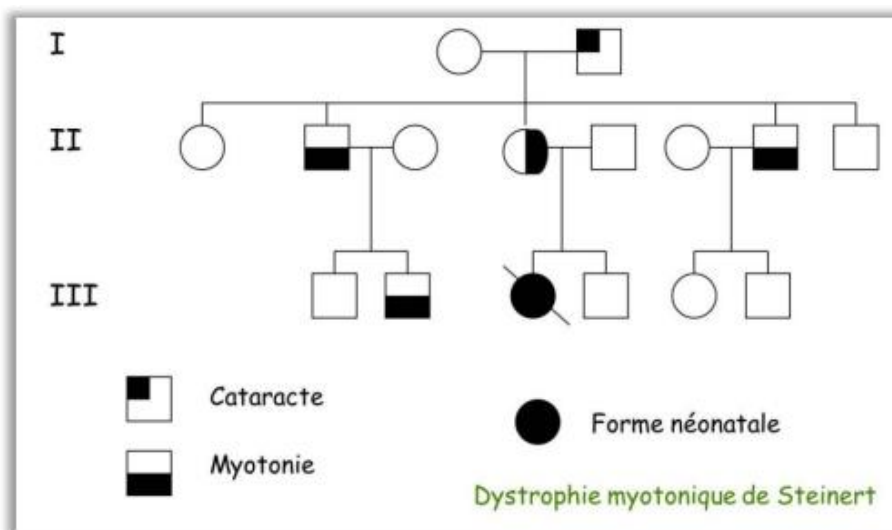 I
II
III
Cataracte
Forme néonatale
Myotonie
Dystrophie myotonique de Steinert